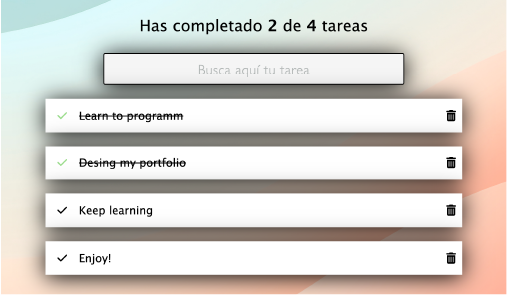 Has completado 2 de 4 tareas
Busca aquí tu tarea
Learn to programm
Desing my portfolio
Keep learning
Enjoy!